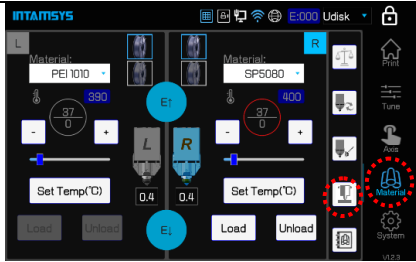 INTAMSYS
E:000 Udisk
L
R
Material:
PEI 1010
Material:
SP5080
Print
390
400
37
0
37
0
E↑
Tune
-
+
-
+
L
R
Axis
Set Temp(℃)
0.4
0.4
Set Temp(℃)
Material
Load
Unload
E↓
Load
Unload
System
V1.2.3